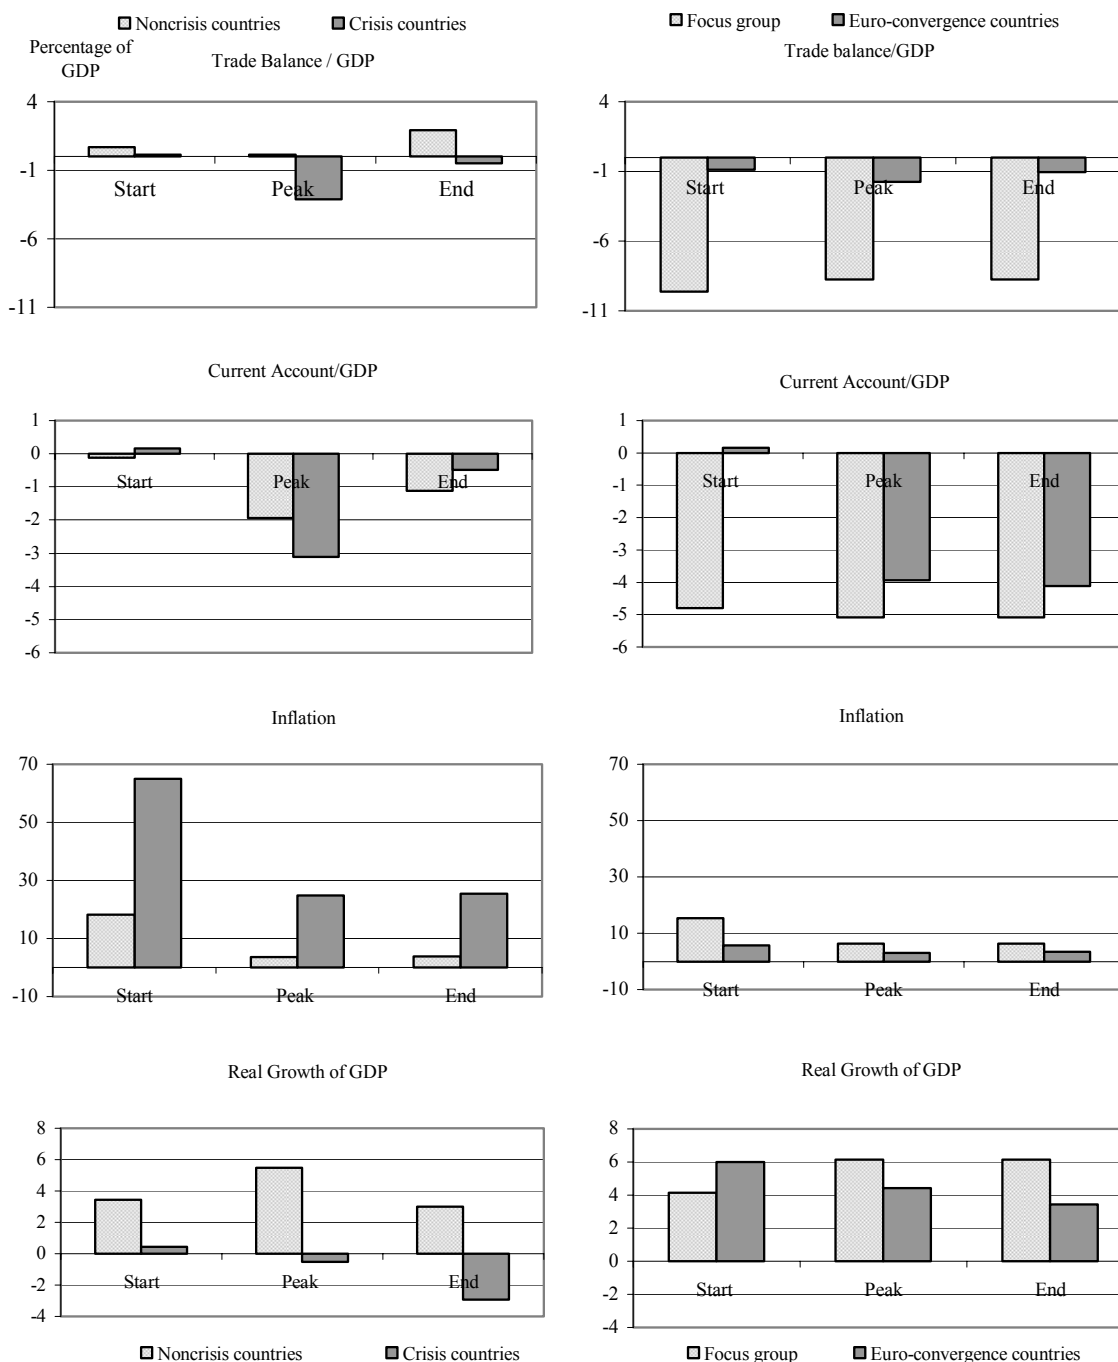 Noncrisis countries Crisis countries
Percentage of
GDP
Trade Balance / GDP
4
-1
-6
-11
Start Peak End
Focus group Euro-convergence countries
Trade balance/GDP
4
-1
-6
-11
Start Peak End
Current Account/GDP
1
0
-1
-2
-3
-4
-5
-6
Start Peak End
Current Account/GDP
1
0
-1
-2
-3
-4
-5
-6
Start Peak End
Inflation
70
50
30
10
-10
Start Peak End
Inflation
70
50
30
10
-10
Start Peak End
Real Growth of GDP
8
6
4
2
0
-2
-4
Start Peak End
Noncrisis countries Crisis countries
Real Growth of GDP
8
6
4
2
0
-2
-4
Start Peak End
Focus group Euro-convergence countries